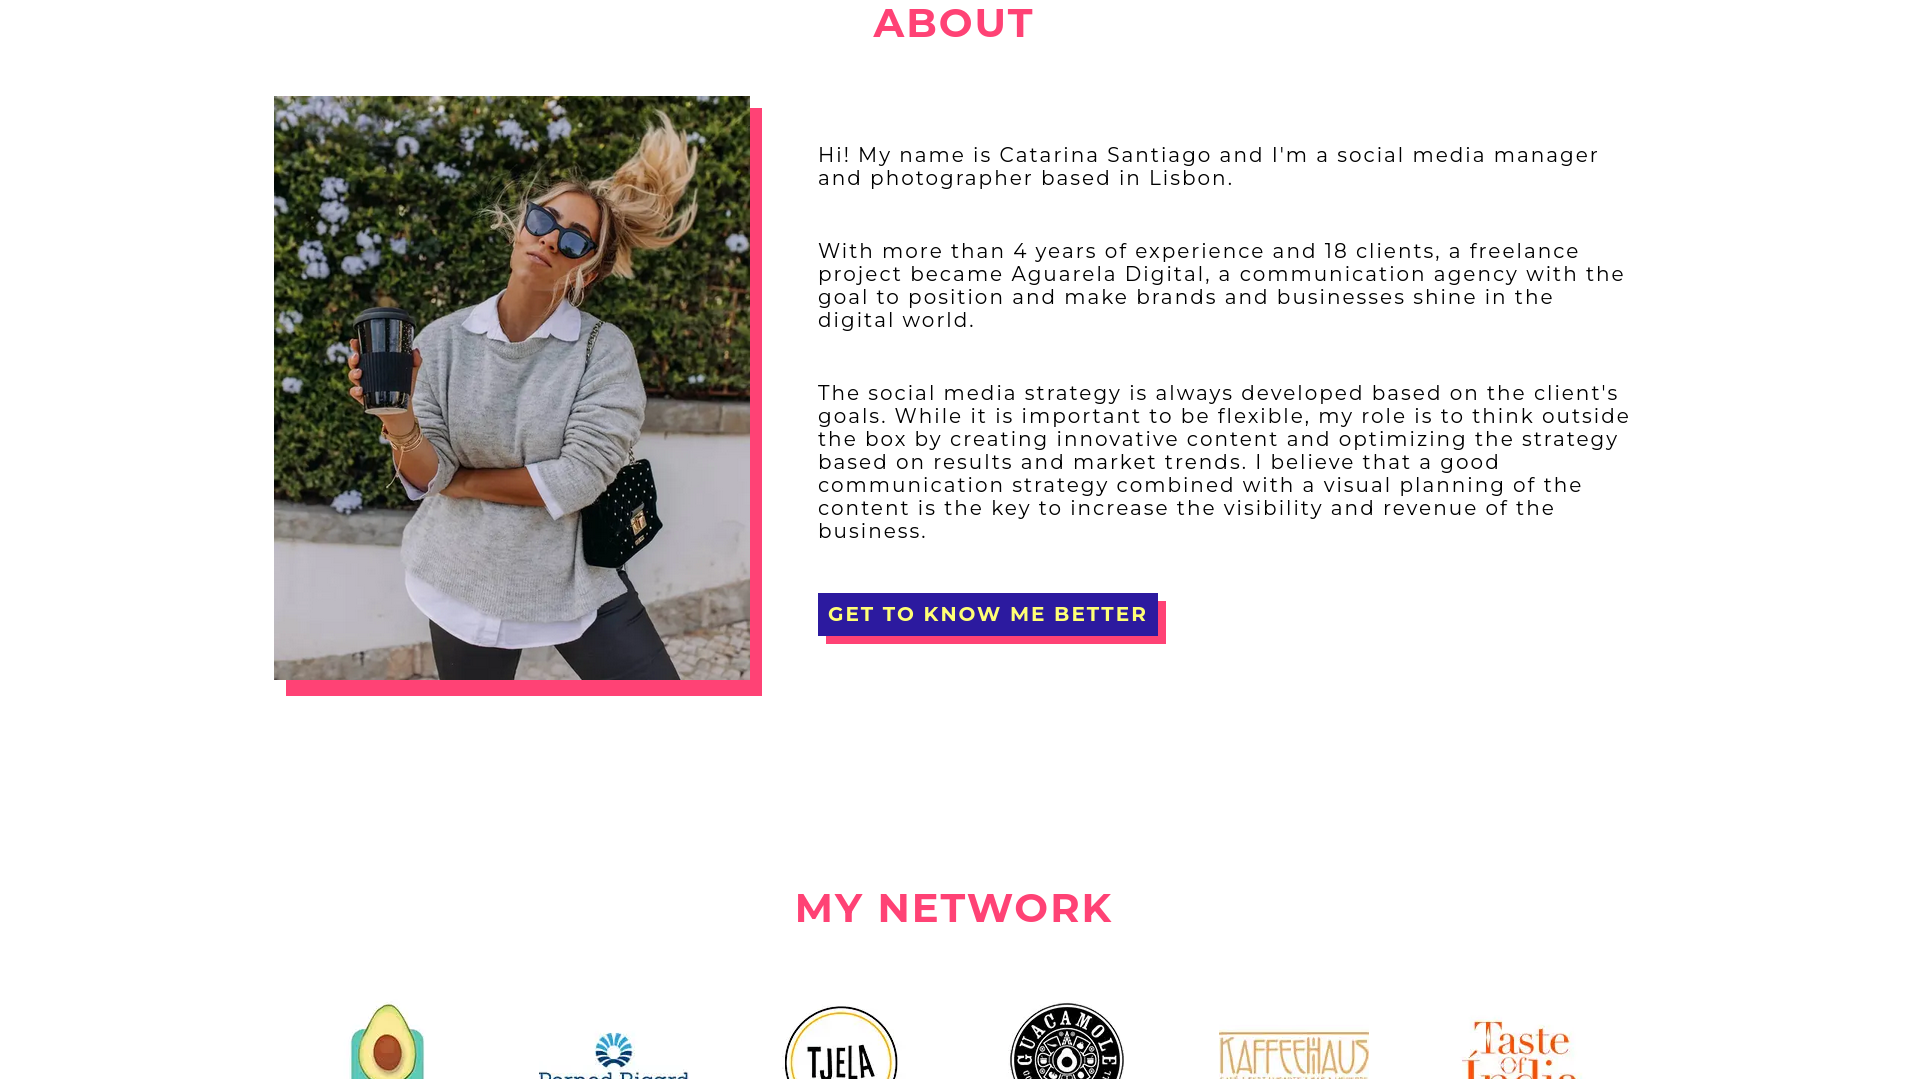 ABOUT
Hi! My name is Catarina Santiago and I'm a social media manager
and photographer based in Lisbon.
With more than 4 years of experience and 18 clients, a freelance
project became Aguarela Digital, a communication agency with the
goal to position and make brands and businesses shine in the
digital world.
The social media strategy is always developed based on the client's
goals. While it is important to be flexible, my role is to think outside
the box by creating innovative content and optimizing the strategy
based on results and market trends. I believe that a good
communication strategy combined with a visual planning of the
content is the key to increase the visibility and revenue of the
business.
GET TO KNOW ME BETTER
MY NETWORK
Pernod Ricard
TJELA
GUACAMOLE
KAFFEEHAUS
Taste
Of
India